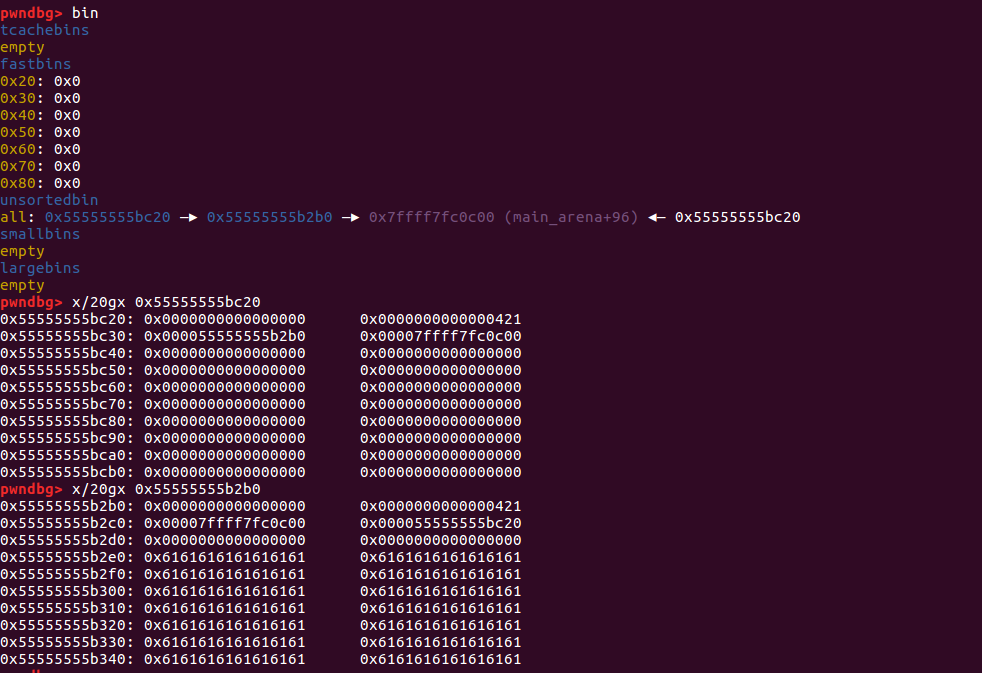 pwndbg> bin
tcachebins
empty
fastbins
0x20: 0x0
0x30: 0x0
0x40: 0x0
0x50: 0x0
0x60: 0x0
0x70: 0x0
0x80: 0x0
unsortedbin
all: 0x55555555bc20 —▸ 0x55555555b2b0 —▸ 0x7ffff7fc0c00 (main_arena+96) ◂— 0x55555555bc20
smallbins
empty
largebins
empty
pwndbg> x/20gx 0x55555555bc20
0x55555555bc20: 0x0000000000000000 0x0000000000000421
0x55555555bc30: 0x000055555555b2b0 0x00007ffff7fc0c00
0x55555555bc40: 0x0000000000000000 0x0000000000000000
0x55555555bc50: 0x0000000000000000 0x0000000000000000
0x55555555bc60: 0x0000000000000000 0x0000000000000000
0x55555555bc70: 0x0000000000000000 0x0000000000000000
0x55555555bc80: 0x0000000000000000 0x0000000000000000
0x55555555bc90: 0x0000000000000000 0x0000000000000000
0x55555555bca0: 0x0000000000000000 0x0000000000000000
0x55555555bcb0: 0x0000000000000000 0x0000000000000000
pwndbg> x/20gx 0x55555555b2b0
0x55555555b2b0: 0x0000000000000000 0x0000000000000421
0x55555555b2c0: 0x00007ffff7fc0c00 0x000055555555bc20
0x55555555b2d0: 0x0000000000000000 0x0000000000000000
0x55555555b2e0: 0x6161616161616161 0x6161616161616161
0x55555555b2f0: 0x6161616161616161 0x6161616161616161
0x55555555b300: 0x6161616161616161 0x6161616161616161
0x55555555b310: 0x6161616161616161 0x6161616161616161
0x55555555b320: 0x6161616161616161 0x6161616161616161
0x55555555b330: 0x6161616161616161 0x6161616161616161
0x55555555b340: 0x6161616161616161 0x6161616161616161